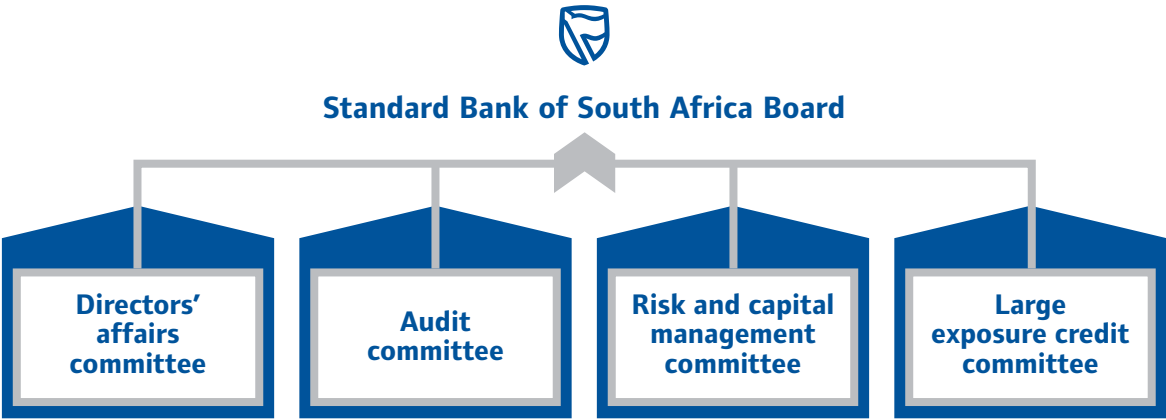 Standard Bank of South Africa Board
Directors’
affairs
committee
Audit
committee
Risk and capital
management
committee
Large
exposure credit
committee